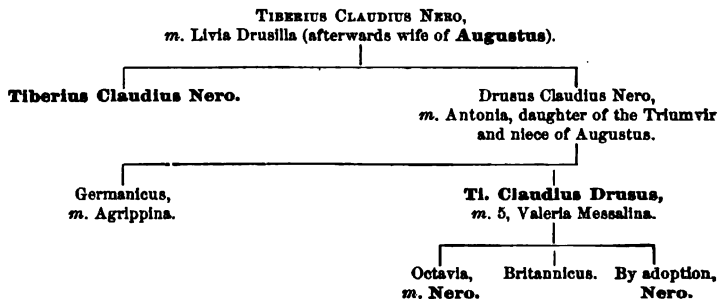 TIBERIUS CLAUDIUS NERO,
m. Livia Drusilla (afterwards wife of Augustus).
Tiberius Claudius Nero.
Drusus Claudius Nero,
m. Antonia, daughter of the Triumvir
and niece of Augustus.
Germanicus,
m. Agrippina.
Ti. Claudius Drusus,
m. 5, Valeria Messalina.
Octavia,
m. Nero.
Britannicus.
By adoption,
Nero.